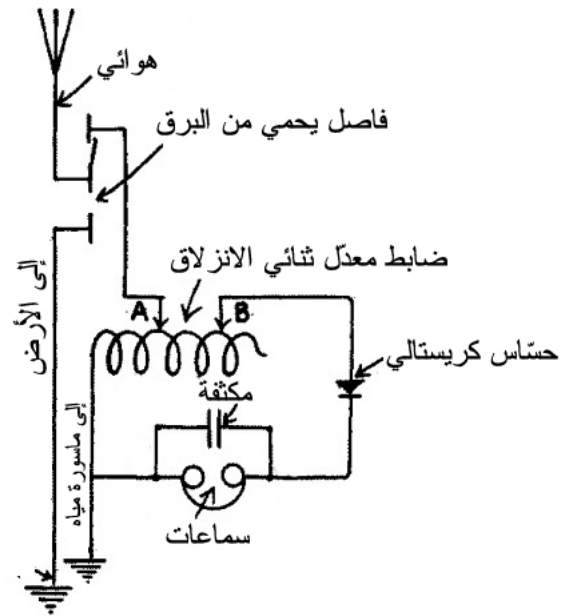 هوائي
فاصل يحمي من البرق
ضابط معدّل ثنائي الانزلاق
A
B
إلى الأرض
حسّاس كريستالي
مكثفة
إلى ماسورة مياه
سماعات